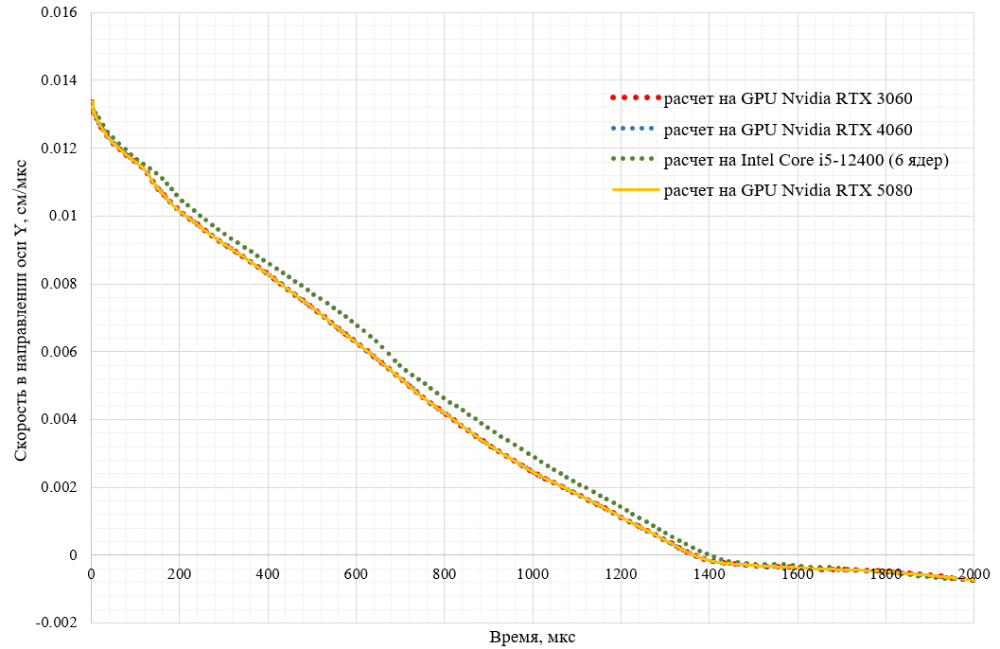 0.016
0.014
0.012
0.01
0.008
0.006
0.004
0.002
0
-0.002
Скорость в направлении осп Y, см/мкс
расчет на GPU Nvidia RTX 3060
расчет на GPU Nvidia RTX 4060
расчет на Intel Core i5-12400 (6 ядер)
расчет на GPU Nvidia RTX 5080
0 200 400 600 800 1000 1200 1400 1600 1800 2000
Время, мкс